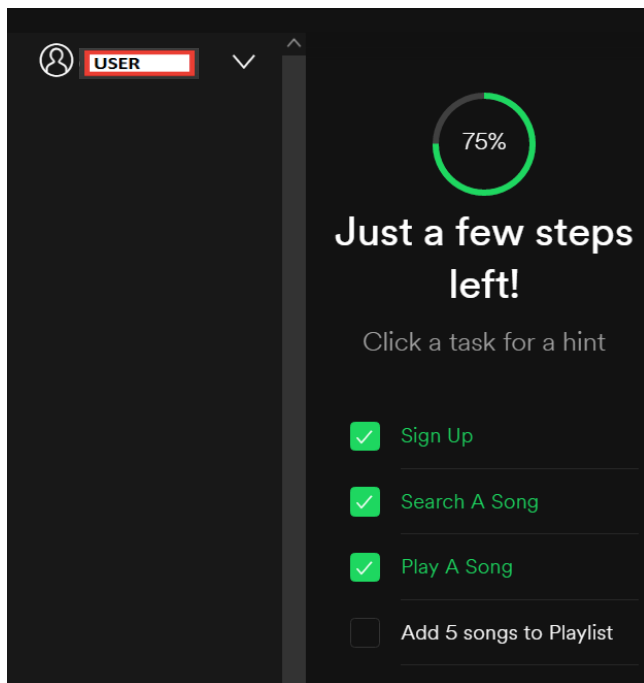 USER
75%
Just a few steps
left!
Click a task for a hint
Sign Up
Search A Song
Play A Song
Add 5 songs to Playlist